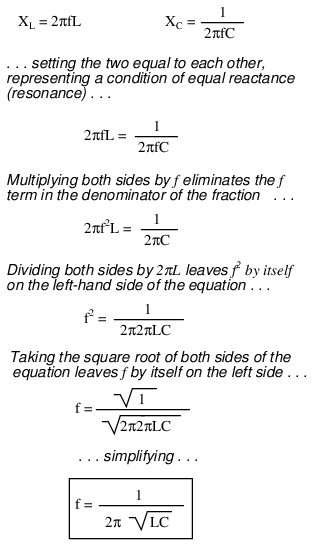 X_L = 2πfL    X_C = 1 / 2πfC
. . . setting the two equal to each other,
representing a condition of equal reactance
(resonance) . . .
2πfL = 1 / 2πfC
Multiplying both sides by f eliminates the f
term in the denominator of the fraction . . .
2πf²L = 1 / 2πC
Dividing both sides by 2πL leaves f² by itself
on the left-hand side of the equation . . .
f² = 1 / 2π2πLC
Taking the square root of both sides of the
equation leaves f by itself on the left side . . .
f = √1 / √2π2πLC
. . . simplifying . . .
f = 1 / 2π √LC